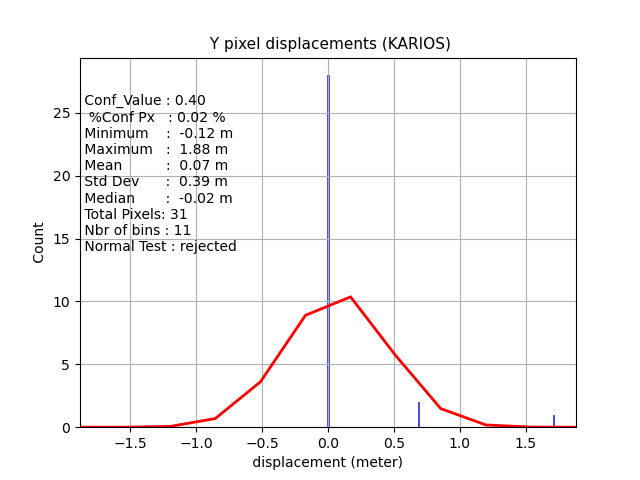 Y pixel displacements (KARIOS)
Conf_Value : 0.40
%Conf Px : 0.02 %
Minimum : -0.12 m
Maximum : 1.88 m
Mean : 0.07 m
Std Dev : 0.39 m
Median : -0.02 m
Total Pixels: 31
Nbr of bins : 11
Normal Test : rejected
Count
25
20
15
10
5
0
−1.5 −1.0 −0.5 0.0 0.5 1.0 1.5
displacement (meter)